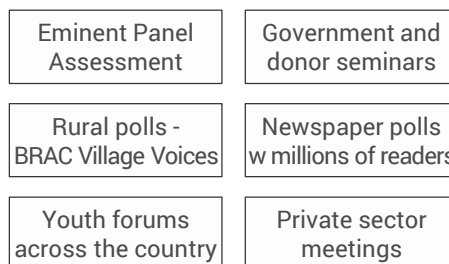 Eminent Panel
Assessment
Government and
donor seminars
Rural polls -
BRAC Village Voices
Newspaper polls
w millions of readers
Youth forums
across the country
Private sector
meetings